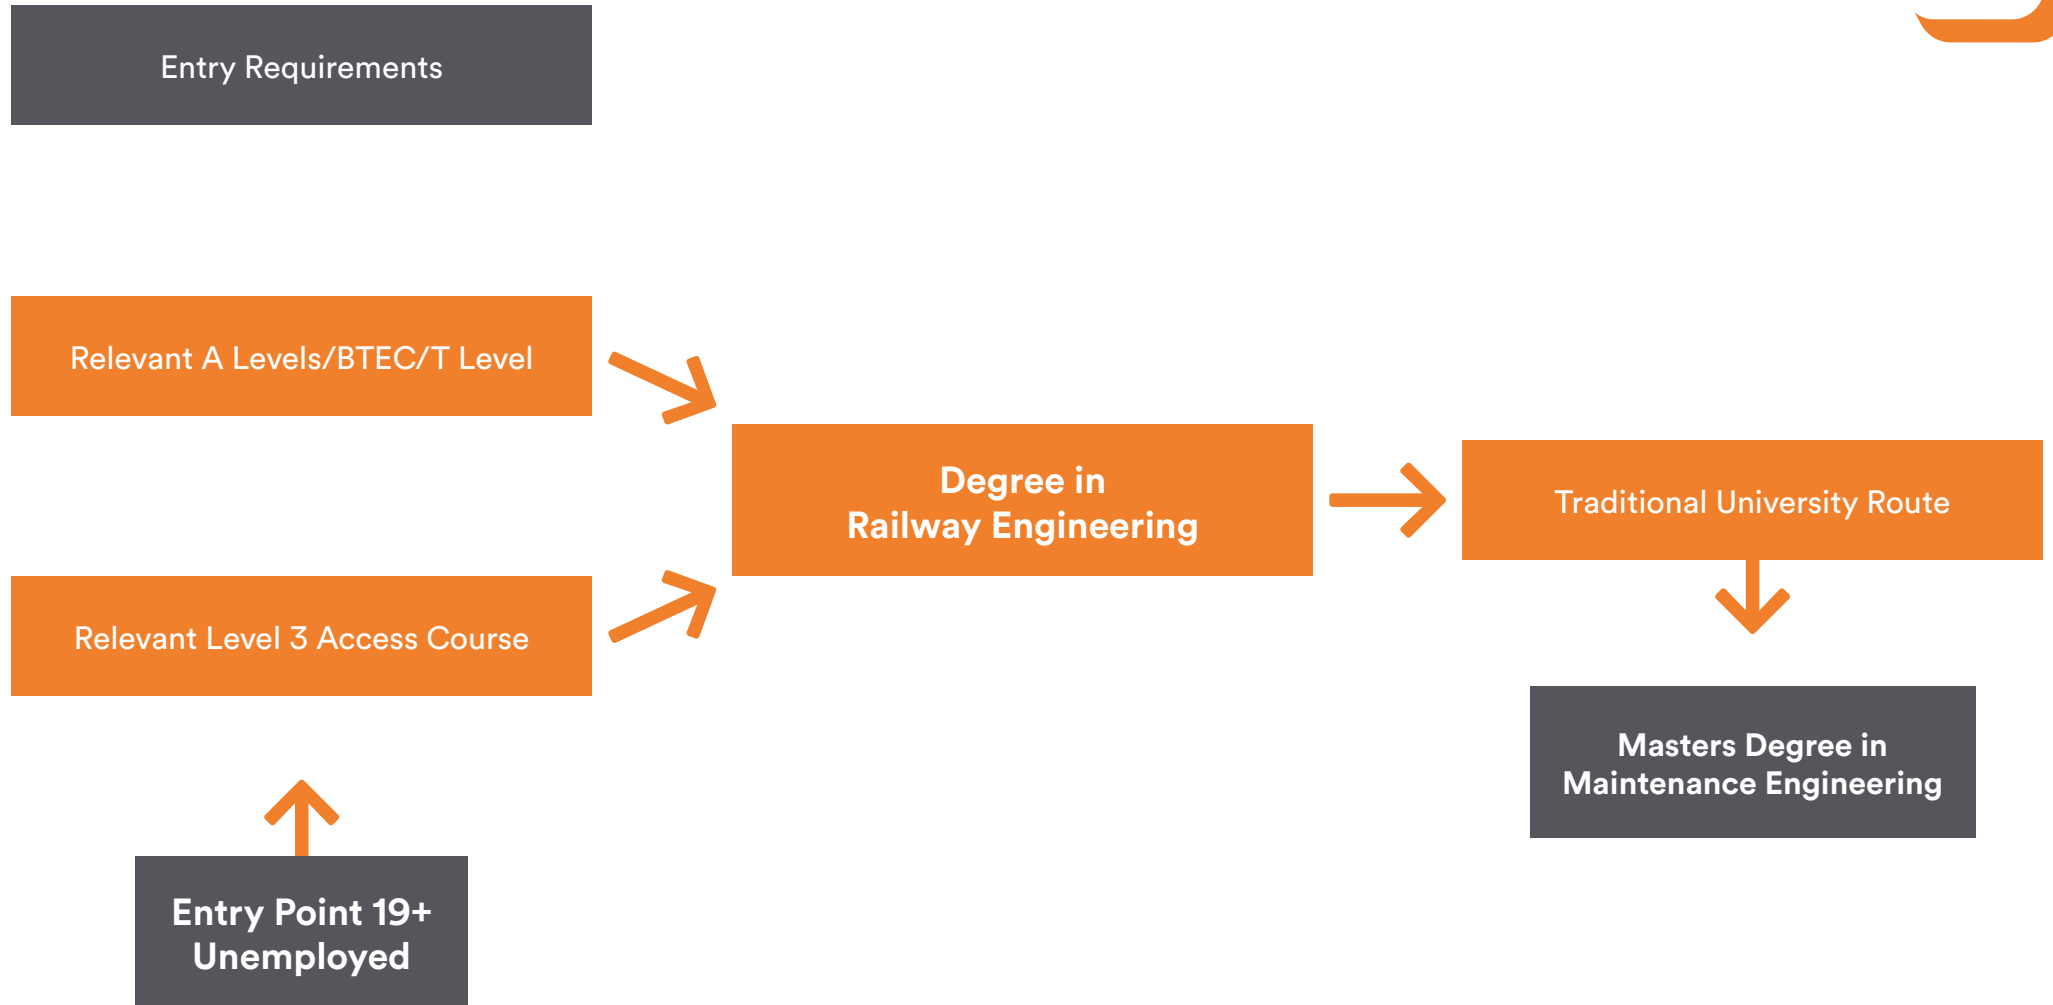 Entry Requirements
Relevant A Levels/BTEC/T Level
Degree in
Railway Engineering
Traditional University Route
Relevant Level 3 Access Course
Masters Degree in
Maintenance Engineering
Entry Point 19+
Unemployed